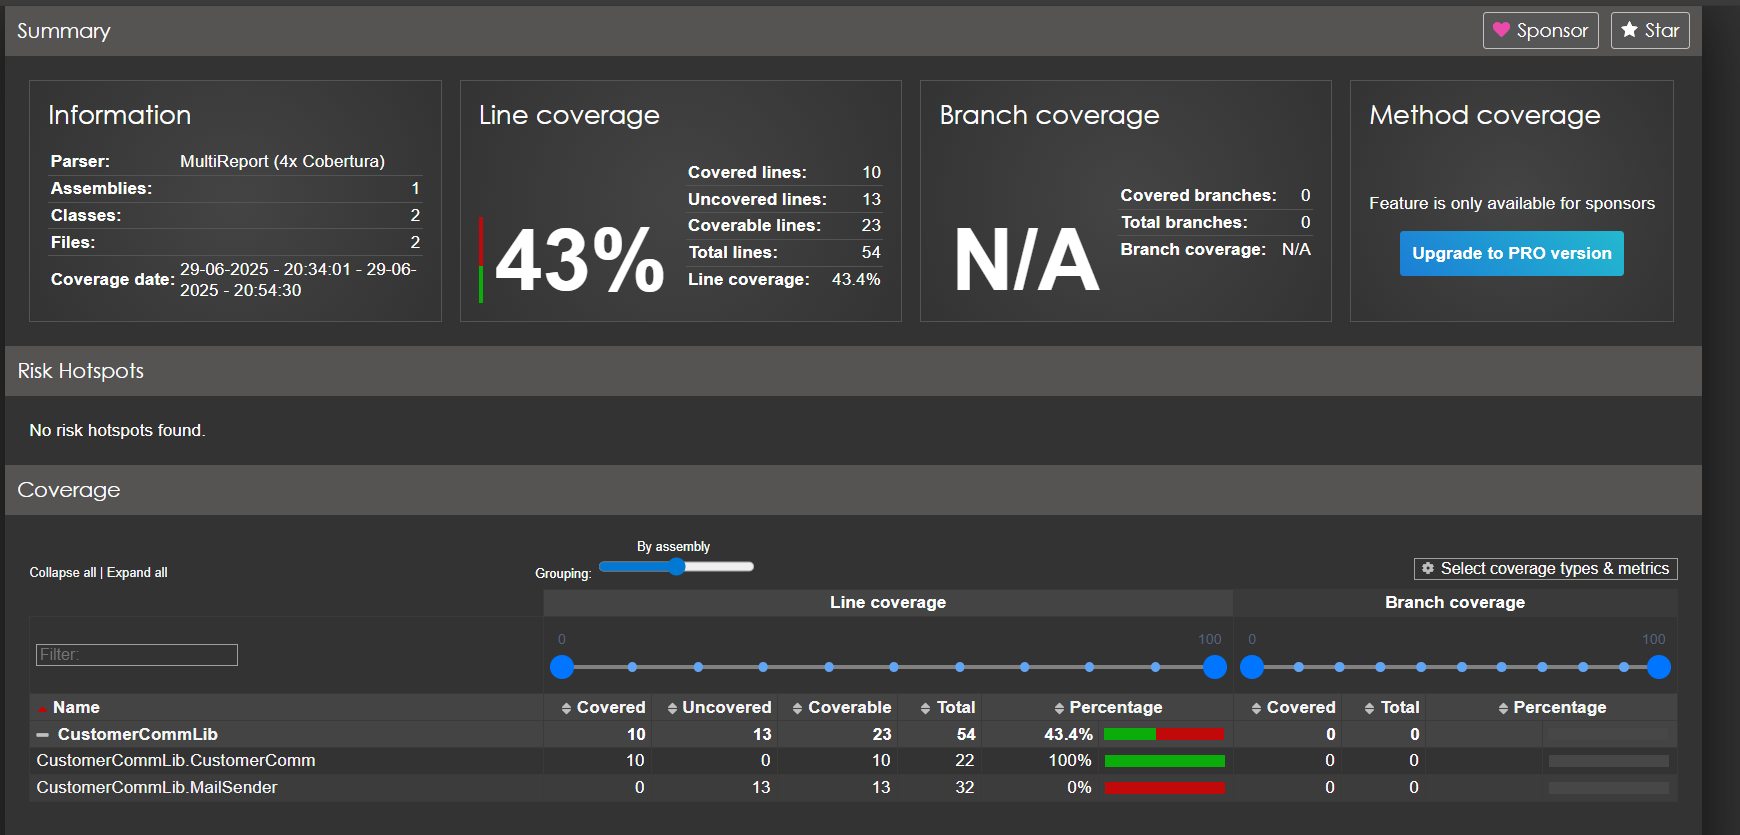 Summary
Sponsor
Star
Information
Parser: MultiReport (4x Cobertura)
Assemblies: 1
Classes: 2
Files: 2
Coverage date: 29-06-2025 - 20:34:01 - 29-06-
2025 - 20:54:30
Line coverage
43%
Covered lines: 10
Uncovered lines: 13
Coverable lines: 23
Total lines: 54
Line coverage: 43.4%
Branch coverage
N/A
Covered branches: 0
Total branches: 0
Branch coverage: N/A
Method coverage
Feature is only available for sponsors
Upgrade to PRO version
Risk Hotspots
No risk hotspots found.
Coverage
Collapse all | Expand all
By assembly
Grouping:
Select coverage types & metrics
Line coverage Branch coverage
0 100 0 100
Filter:
Name Covered Uncovered Coverable Total Percentage Covered Total Percentage
CustomerCommLib 10 13 23 54 43.4% 0 0
CustomerCommLib.CustomerComm 10 0 10 22 100% 0 0
CustomerCommLib.MailSender 0 13 13 32 0% 0 0